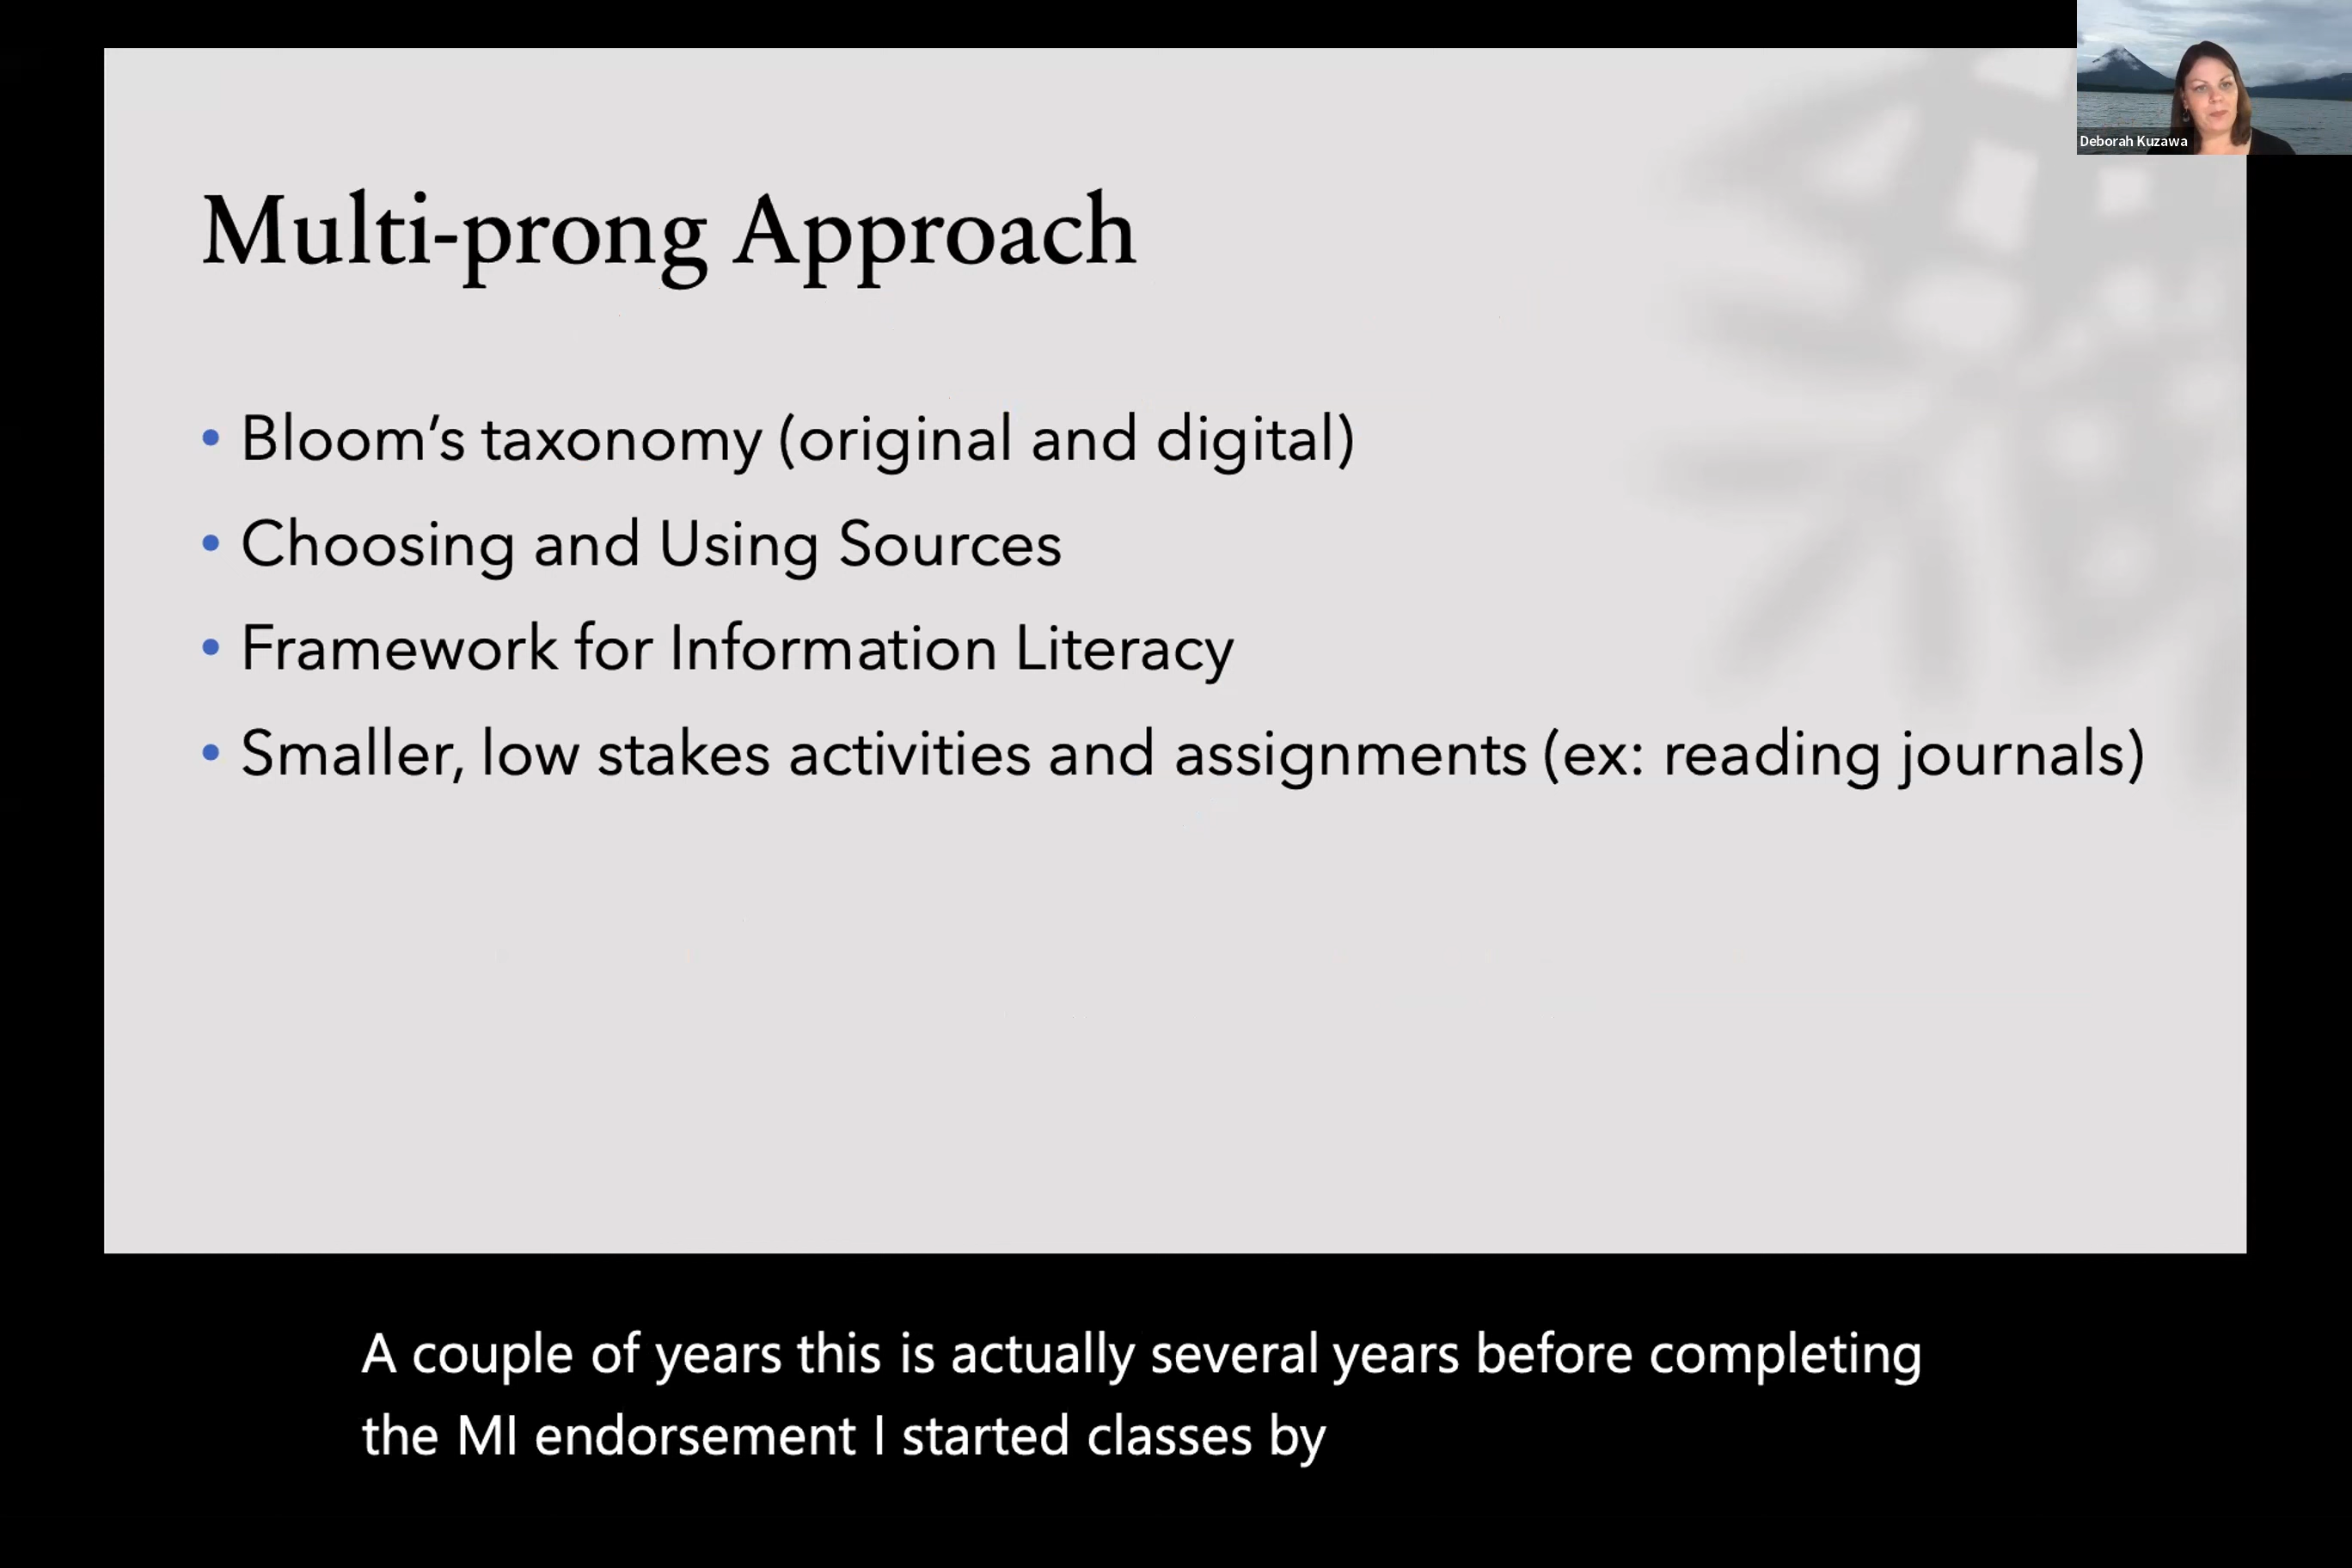 Deborah Kuzawa
Multi-prong Approach
• Bloom’s taxonomy (original and digital)
• Choosing and Using Sources
• Framework for Information Literacy
• Smaller, low stakes activities and assignments (ex: reading journals)
A couple of years this is actually several years before completing
the MI endorsement I started classes by